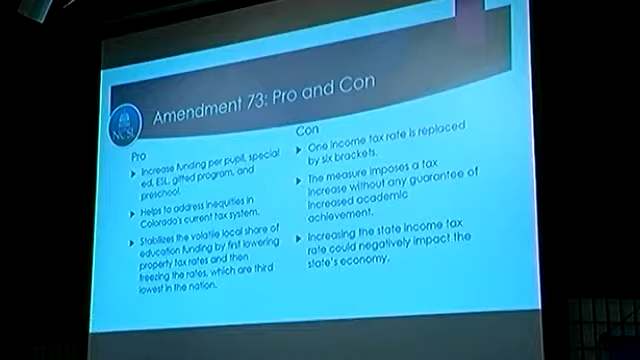 Amendment 73: Pro and Con
NCSL
Pro
Increase funding per pupil, special
ed, ESL, gifted program, and
preschool.
Helps to address inequities in
Colorado's current tax system.
Stabilizes the volatile local share of
education funding by first lowering
property tax rates and then
freezing the rates, which are third
lowest in the nation.
Con
One income tax rate is replaced
by six brackets.
The measure imposes a tax
increase without any guarantee of
increased academic
achievement.
Increasing the state income tax
rate could negatively impact the
state's economy.